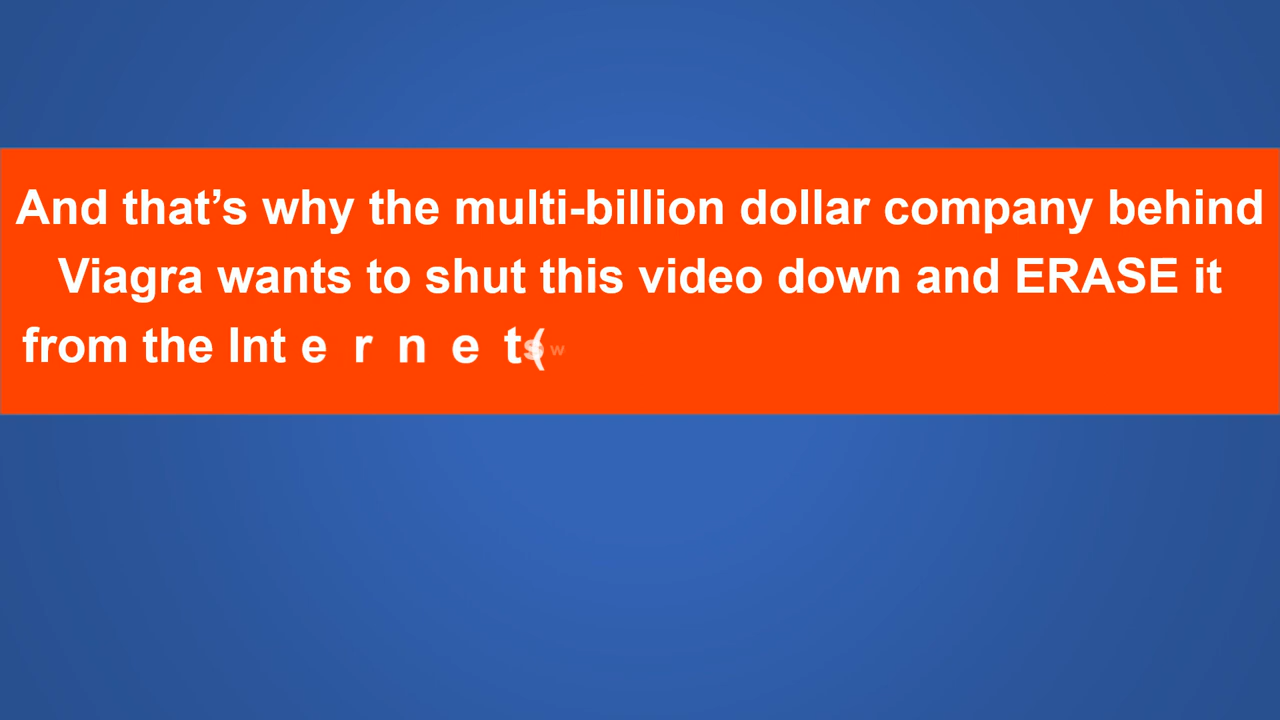 And that’s why the multi-billion dollar company behind
Viagra wants to shut this video down and ERASE it
from the Internet